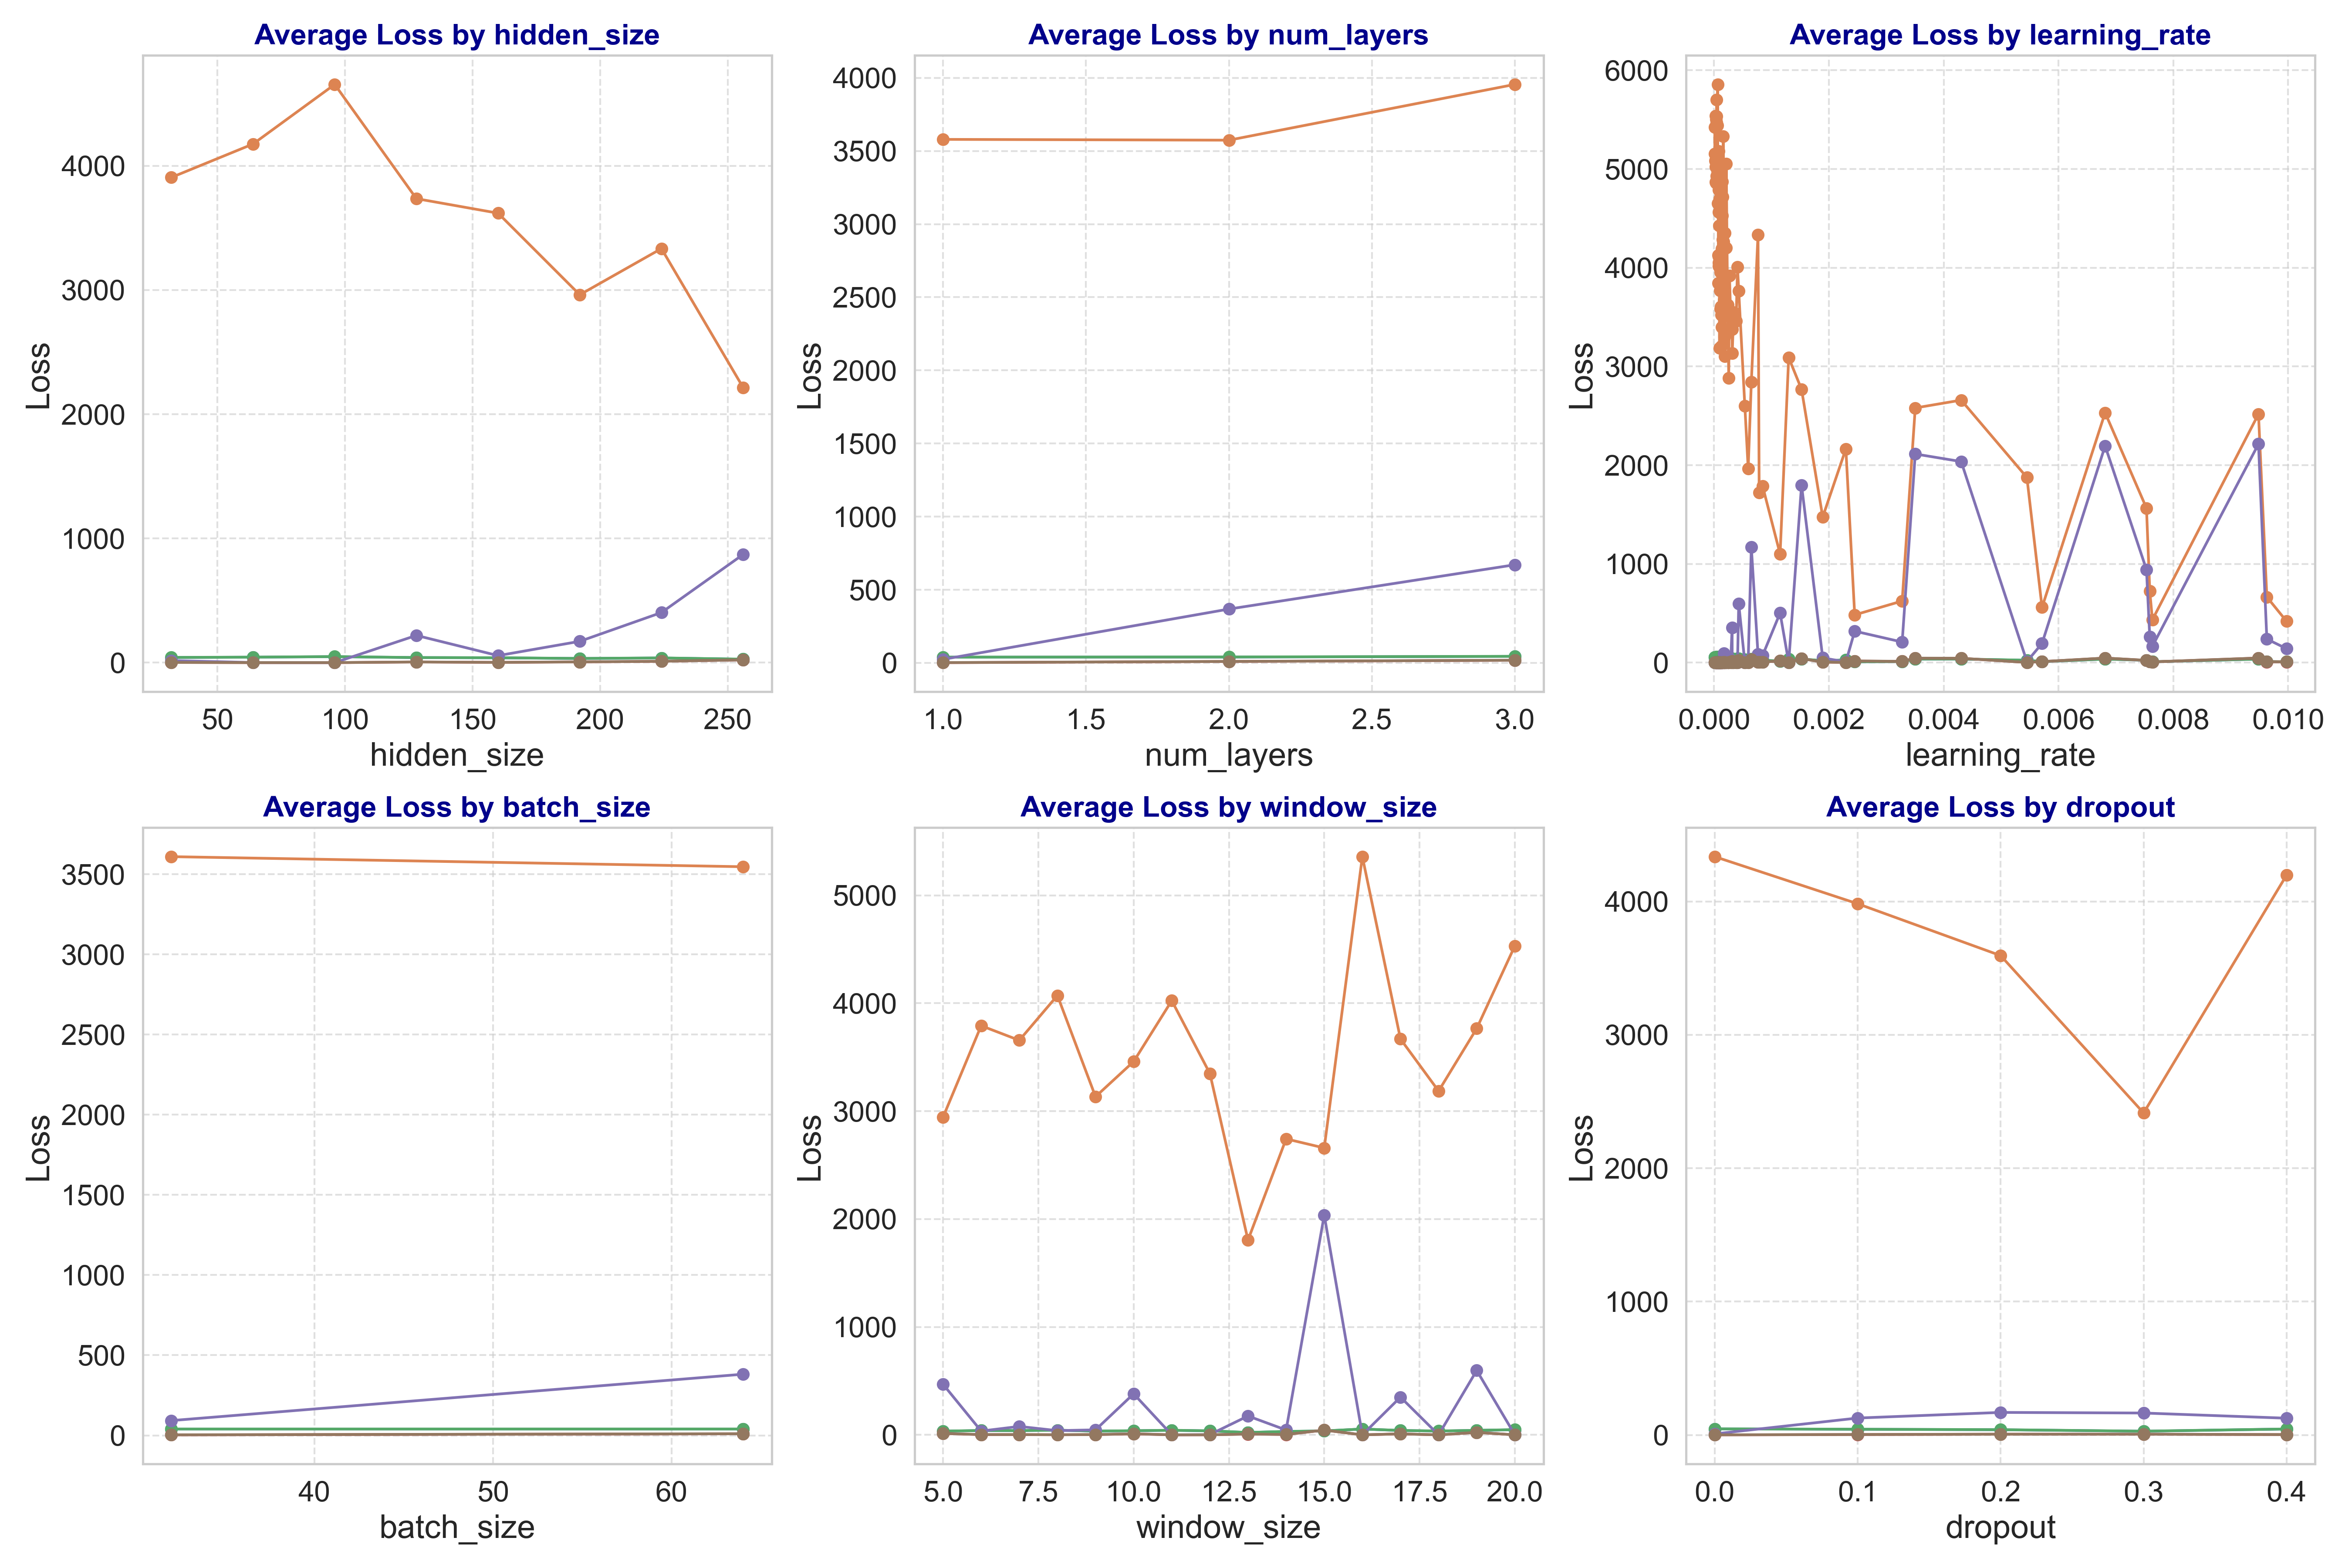 Average Loss by hidden_size
4000
3000
2000
1000
0
Loss
50 100 150 200 250
hidden_size
Average Loss by num_layers
4000
3500
3000
2500
2000
1500
1000
500
0
Loss
1.0 1.5 2.0 2.5 3.0
num_layers
Average Loss by learning_rate
6000
5000
4000
3000
2000
1000
0
Loss
0.000 0.002 0.004 0.006 0.008 0.010
learning_rate
Average Loss by batch_size
3500
3000
2500
2000
1500
1000
500
0
Loss
40 50 60
batch_size
Average Loss by window_size
5000
4000
3000
2000
1000
0
Loss
5.0 7.5 10.0 12.5 15.0 17.5 20.0
window_size
Average Loss by dropout
4000
3000
2000
1000
0
Loss
0.0 0.1 0.2 0.3 0.4
dropout